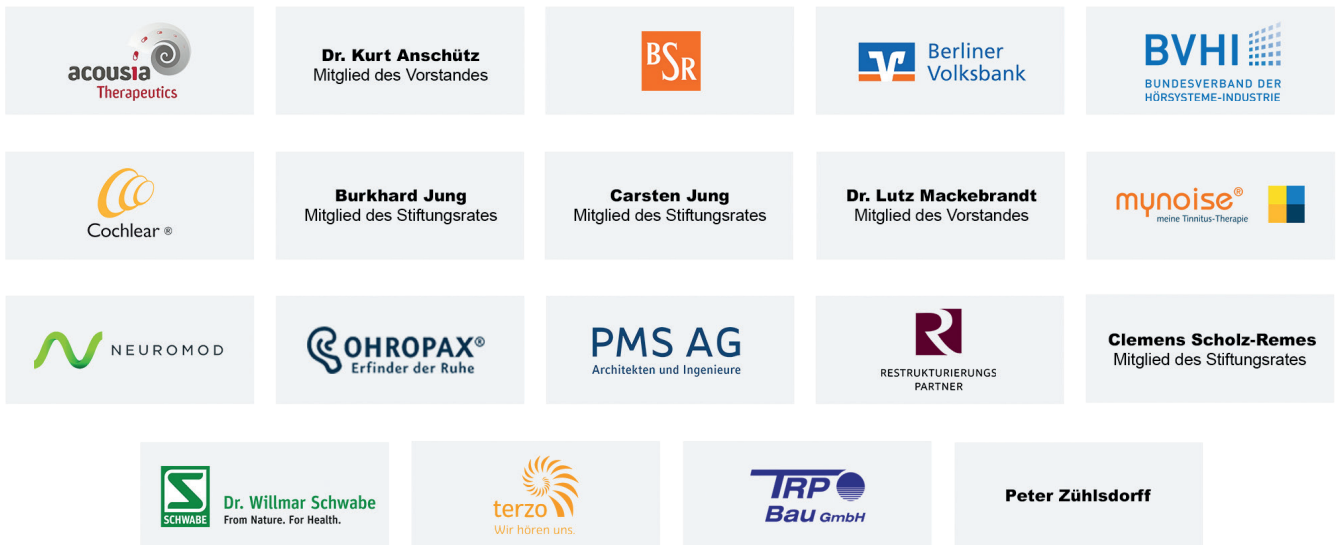 acousia
Therapeutics
Dr. Kurt Anschütz
Mitglied des Vorstandes
BSR
Berliner
Volksbank
BVHI
BUNDESVERBAND DER
HÖRSYSTEME-INDUSTRIE
Cochlear ®
Burkhard Jung
Mitglied des Stiftungsrates
Carsten Jung
Mitglied des Stiftungsrates
Dr. Lutz Mackebrandt
Mitglied des Vorstandes
mynoise®
meine Tinnitus-Therapie
NEUROMOD
OHROPAX®
Erfinder der Ruhe
PMS AG
Architekten und Ingenieure
R
RESTRUKTURIERUNGS
PARTNER
Clemens Scholz-Remes
Mitglied des Stiftungsrates
SCHWABE
Dr. Willmar Schwabe
From Nature. For Health.
terzo
Wir hören uns.
TRP
Bau GmbH
Peter Zühlsdorff